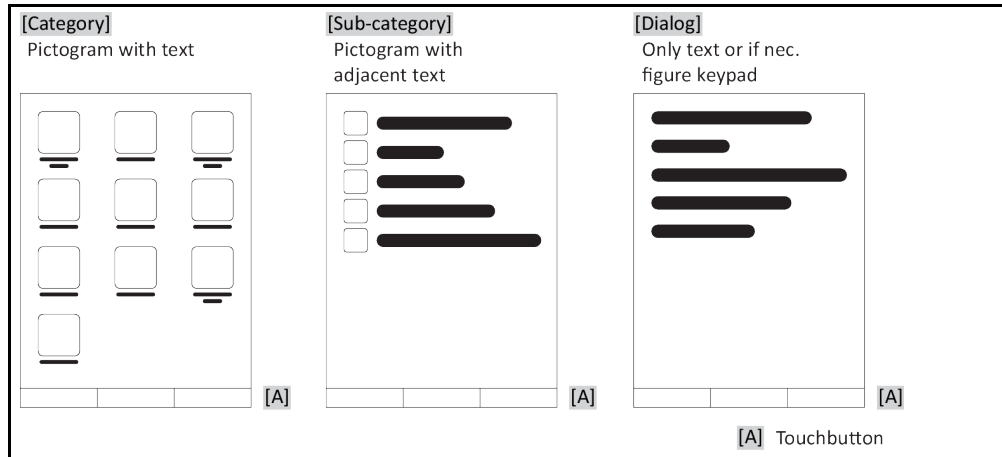 [Category]
Pictogram with text
[Sub-category]
Pictogram with
adjacent text
[Dialog]
Only text or if nec.
figure keypad
[A]
[A]
[A]
[A] Touchbutton